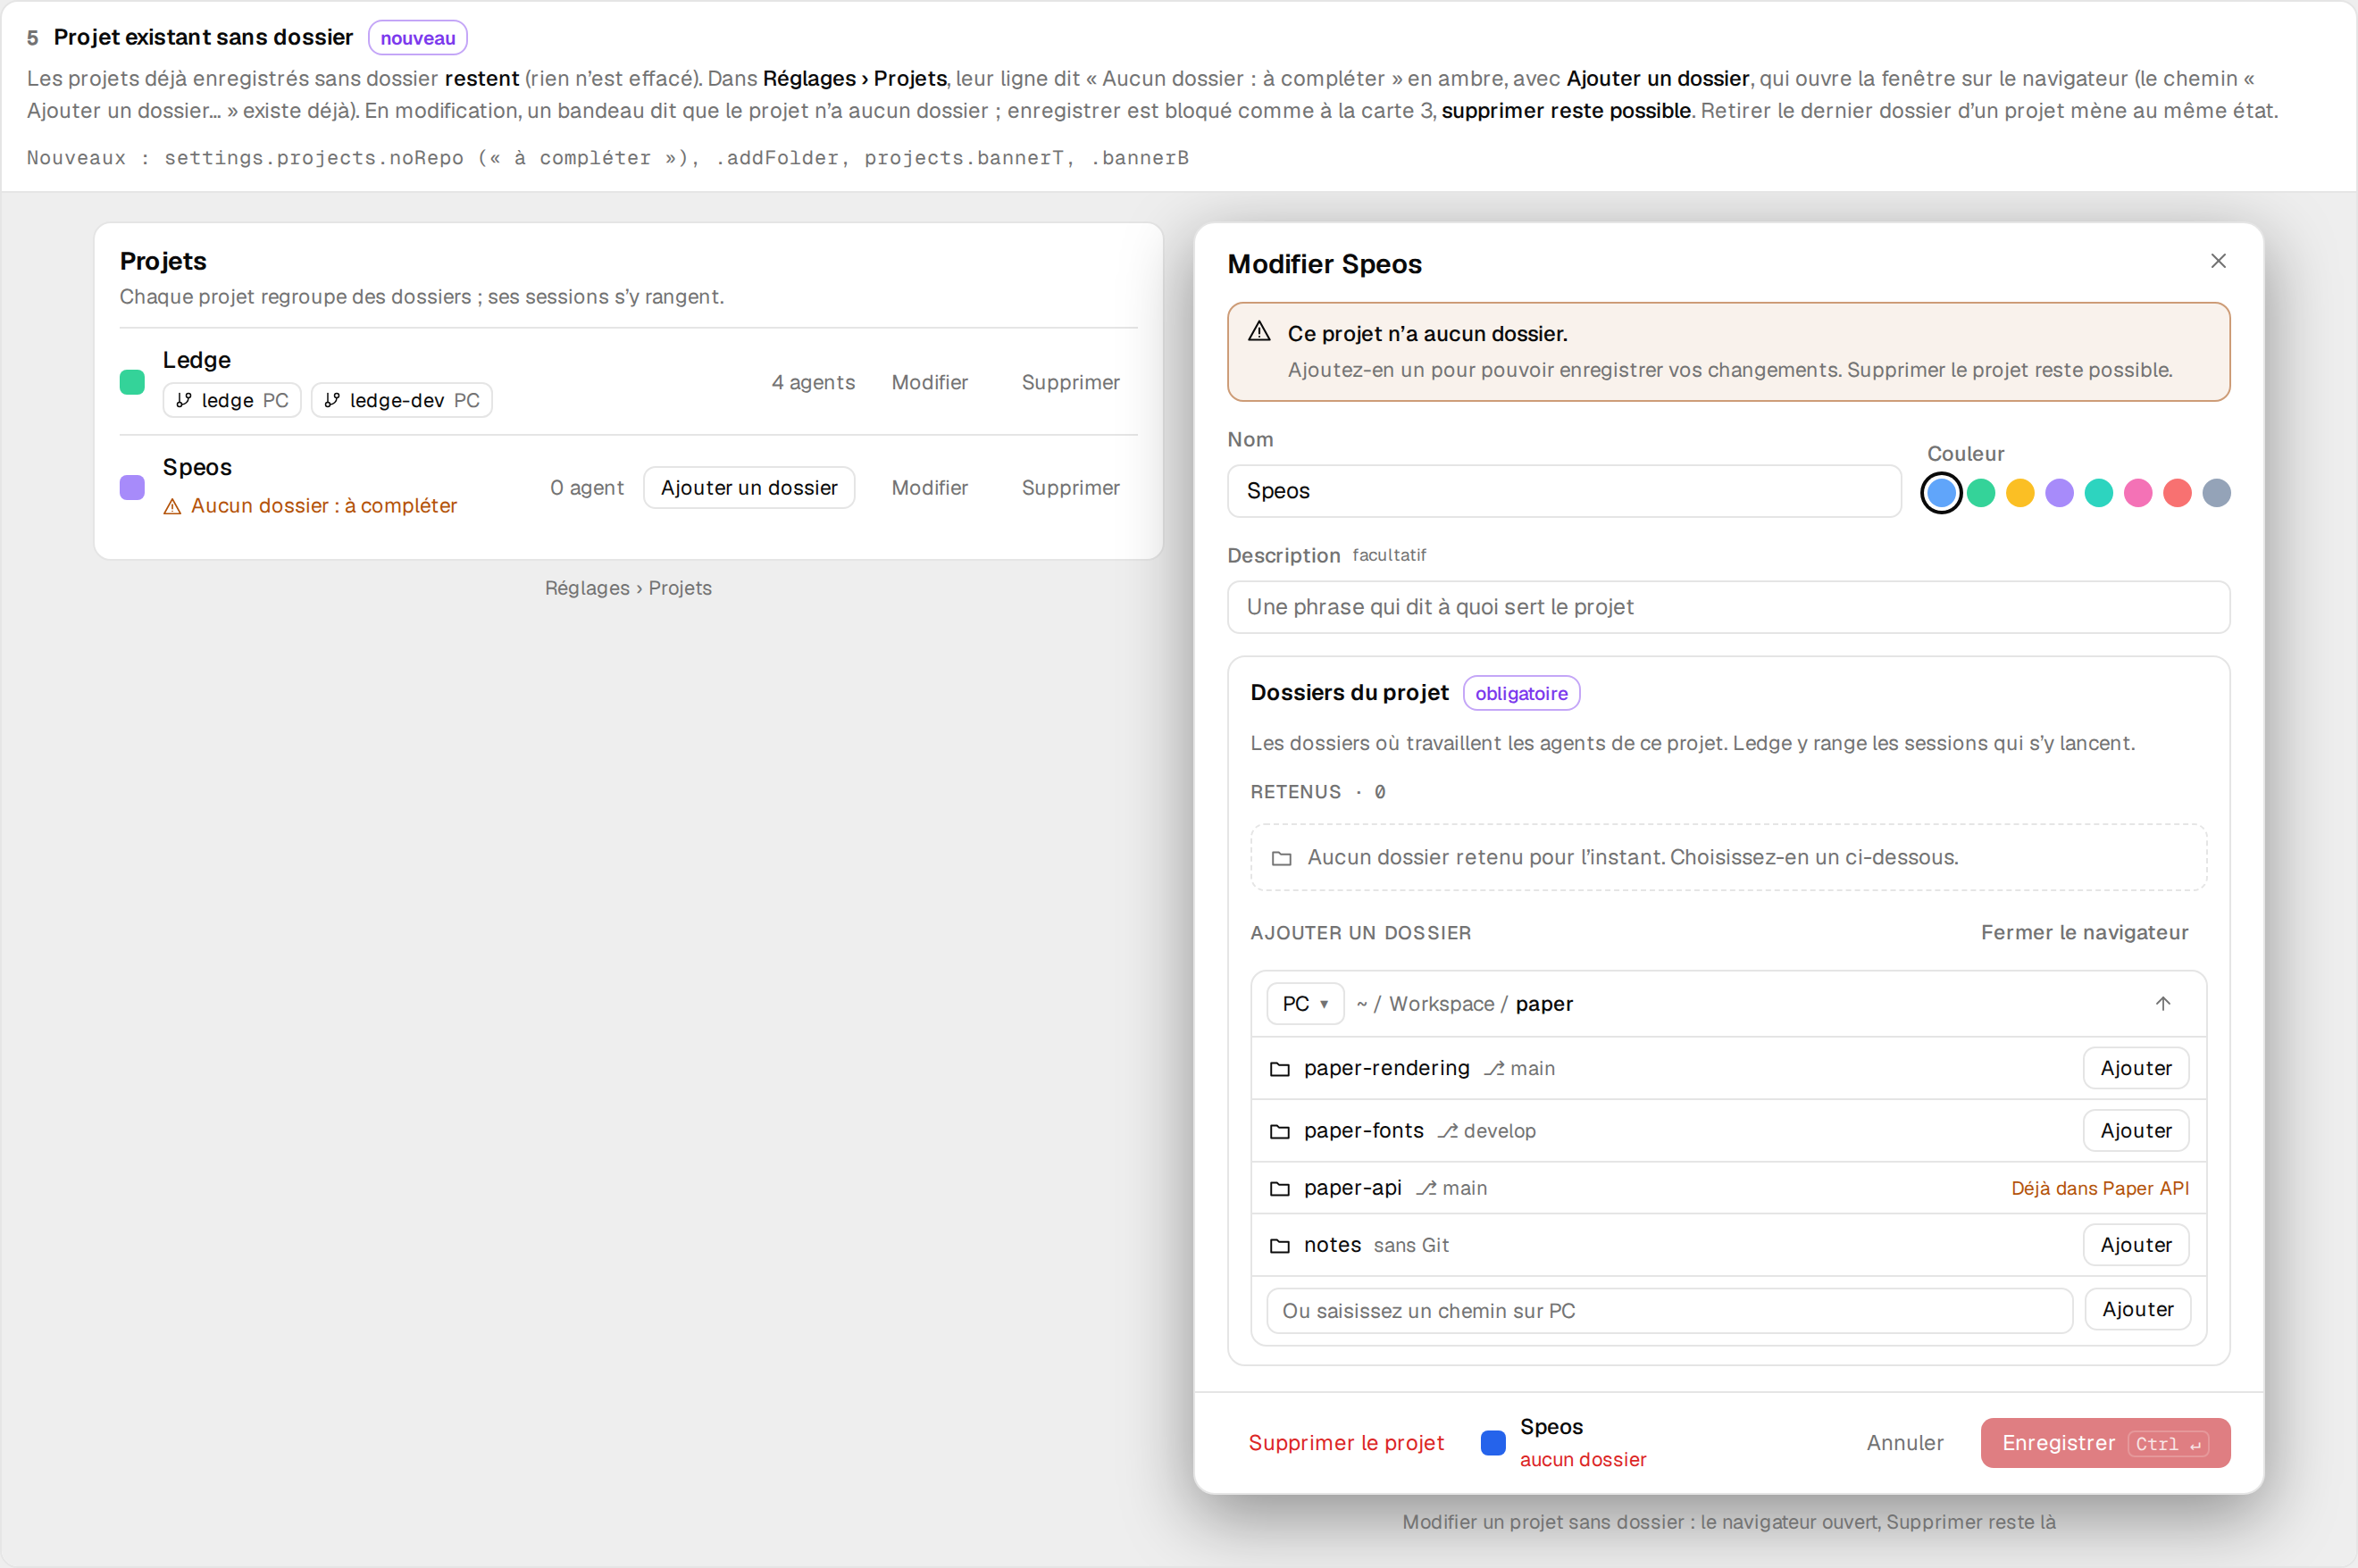 5 Projet existant sans dossier nouveau
Les projets déjà enregistrés sans dossier restent (rien n’est effacé). Dans Réglages › Projets, leur ligne dit « Aucun dossier : à compléter » en ambre, avec Ajouter un dossier, qui ouvre la fenêtre sur le navigateur (le chemin «
Ajouter un dossier… » existe déjà). En modification, un bandeau dit que le projet n’a aucun dossier ; enregistrer est bloqué comme à la carte 3, supprimer reste possible. Retirer le dernier dossier d’un projet mène au même état.
Nouveaux : settings.projects.noRepo (« à compléter »), .addFolder, projects.bannerT, .bannerB
Projets
Chaque projet regroupe des dossiers ; ses sessions s’y rangent.
Ledge
ledge PC ledge-dev PC
4 agents Modifier Supprimer
Speos
Aucun dossier : à compléter
0 agent Ajouter un dossier Modifier Supprimer
Réglages › Projets
Modifier Speos
Ce projet n’a aucun dossier.
Ajoutez-en un pour pouvoir enregistrer vos changements. Supprimer le projet reste possible.
Nom
Speos
Couleur
Description facultatif
Une phrase qui dit à quoi sert le projet
Dossiers du projet obligatoire
Les dossiers où travaillent les agents de ce projet. Ledge y range les sessions qui s’y lancent.
RETENUS · 0
Aucun dossier retenu pour l’instant. Choisissez-en un ci-dessous.
AJOUTER UN DOSSIER Fermer le navigateur
PC ▾ ~ / Workspace / paper ↑
paper-rendering ⎇ main Ajouter
paper-fonts ⎇ develop Ajouter
paper-api ⎇ main Déjà dans Paper API
notes sans Git Ajouter
Ou saisissez un chemin sur PC Ajouter
Supprimer le projet
Speos
aucun dossier
Annuler Enregistrer Ctrl ↵
Modifier un projet sans dossier : le navigateur ouvert, Supprimer reste là